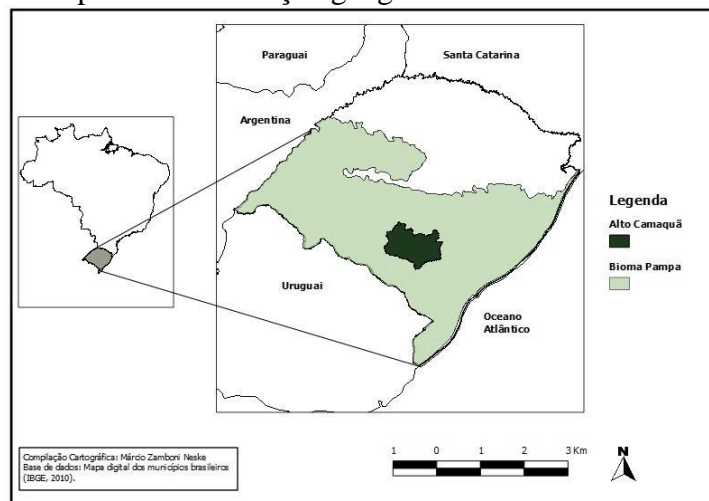 Paraguai
Santa Catarina
Argentina
Legenda
Alto Camaquã
Bioma Pampa
Uruguai
Oceano
Atlântico
Compilação Cartográfica: Márcio Zamboni Neske
Base de dados: Mapa digital dos municípios brasileiros
(IBGE, 2010).
1 0 1 2 3 Km
N